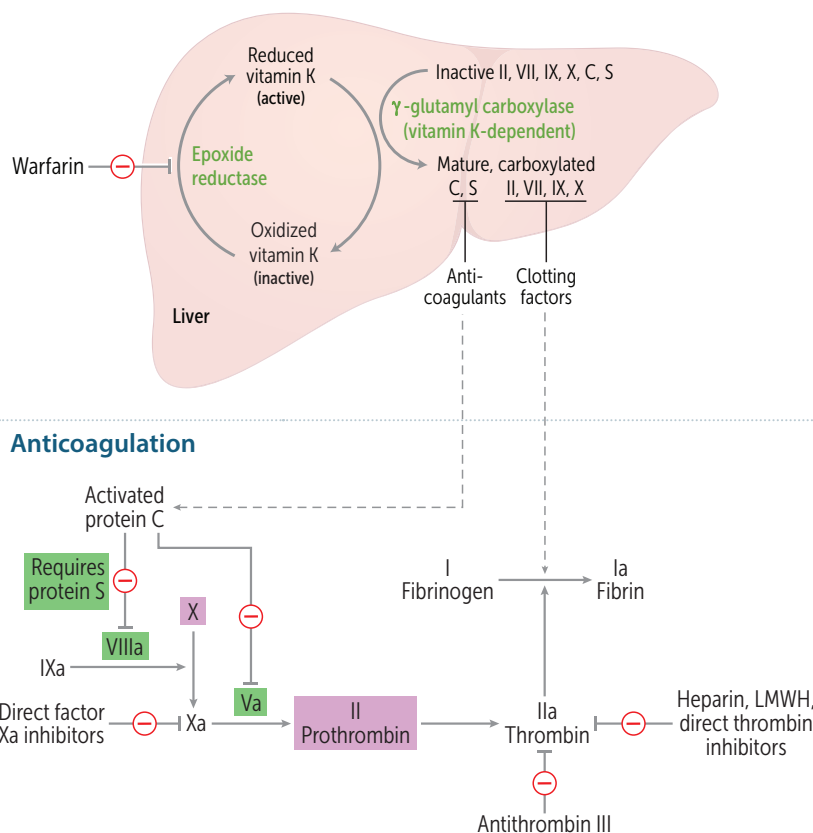 Reduced
vitamin K
(active)
Inactive II, VII, IX, X, C, S
γ-glutamyl carboxylase
(vitamin K-dependent)
Warfarin
Epoxide
reductase
Mature, carboxylated
C, S
II, VII, IX, X
Oxidized
vitamin K
(inactive)
Anti-
coagulants
Clotting
factors
Liver
Anticoagulation
Activated
protein C
Requires
protein S
VIIIa
X
IXa
Va
I
Fibrinogen
Ia
Fibrin
Direct factor
Xa inhibitors
Xa
II
Prothrombin
IIa
Thrombin
Heparin, LMWH,
direct thrombin
inhibitors
Antithrombin III